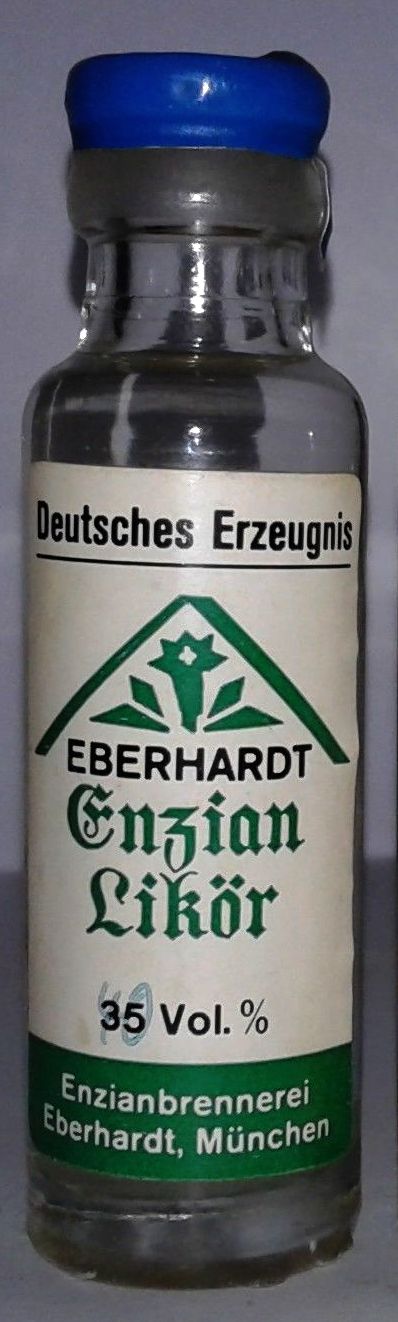 Deutsches Erzeugnis
EBERHARDT
Enzian
Likör
35 Vol. %
Enzianbrennerei
Eberhardt, München